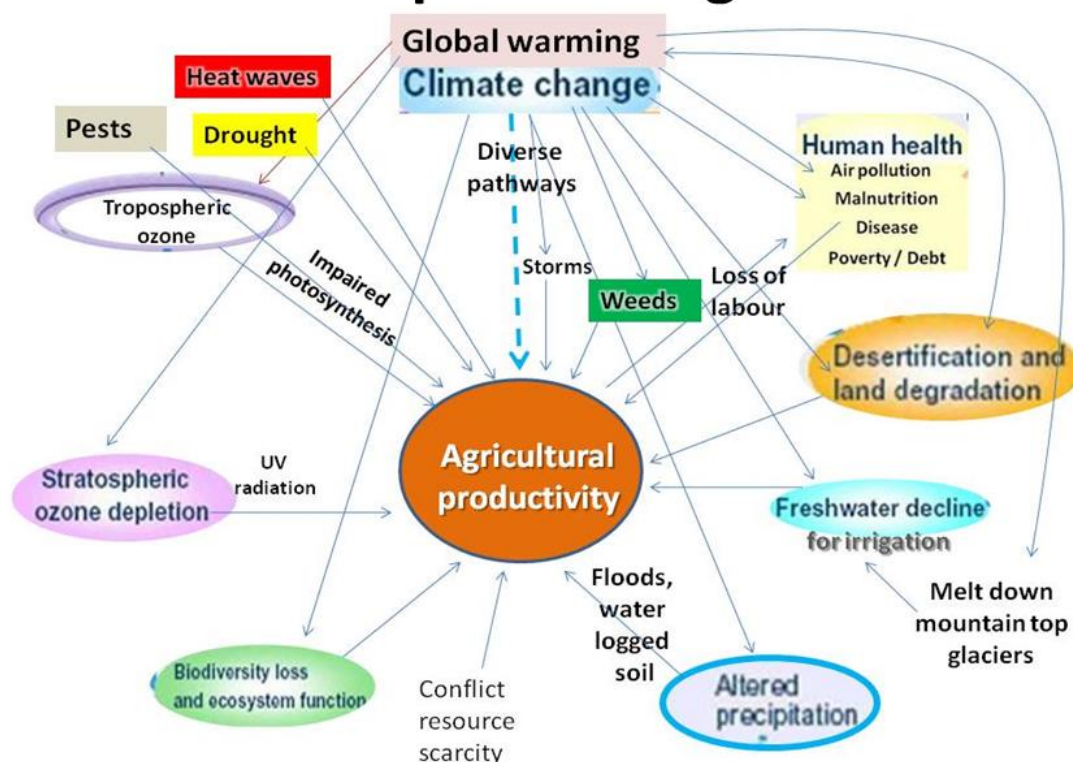 Global warming
Climate change
Heat waves
Pests
Drought
Diverse
pathways
Human health
Air pollution
Malnutrition
Disease
Poverty / Debt
Tropospheric
ozone
Impaired
photosynthesis
Storms
Weeds
Loss of
labour
Desertification and
land degradation
Agricultural
productivity
Stratospheric
ozone depletion
UV
radiation
Freshwater decline
for irrigation
Floods,
water
logged
soil
Melt down
mountain top
glaciers
Biodiversity loss
and ecosystem function
Conflict
resource
scarcity
Altered
precipitation